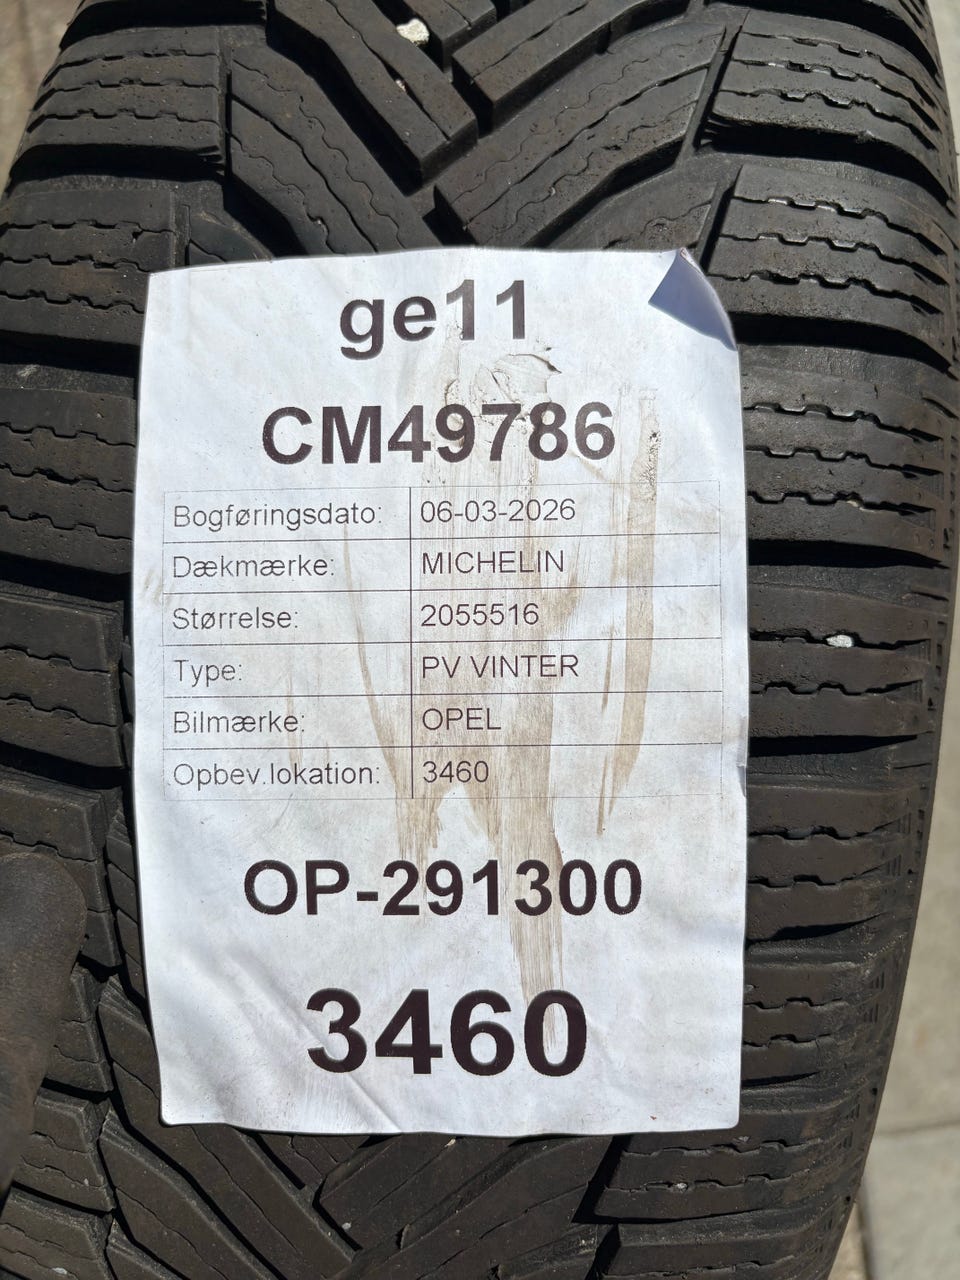 ge11
CM49786
Bogføringsdato: 06-03-2026
Dækmærke: MICHELIN
Størrelse: 2055516
Type: PV VINTER
Bilmærke: OPEL
Opbev.lokation: 3460
OP-291300
3460